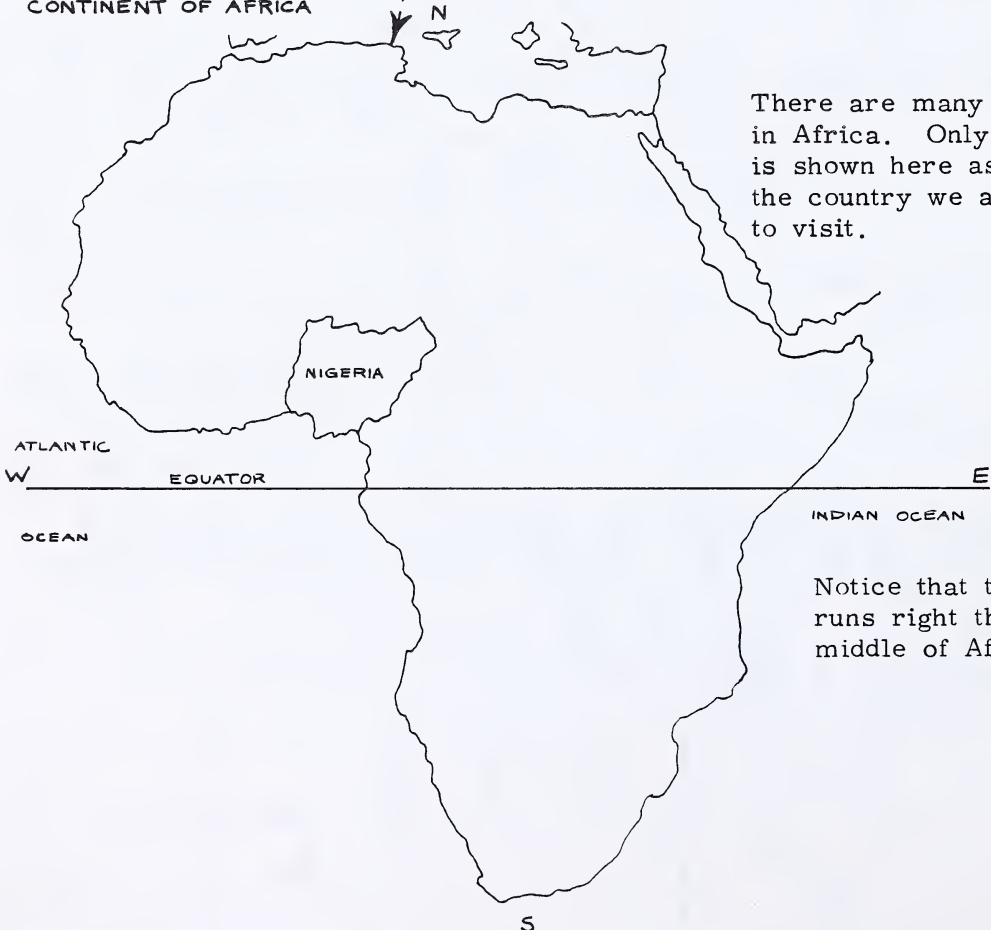 CONTINENT OF AFRICA
N
There are many
in Africa. Only
is shown here as
the country we a
to visit.
NIGERIA
ATLANTIC
W
EQUATOR
E
INDIAN OCEAN
OCEAN
Notice that t
runs right th
middle of Af
S